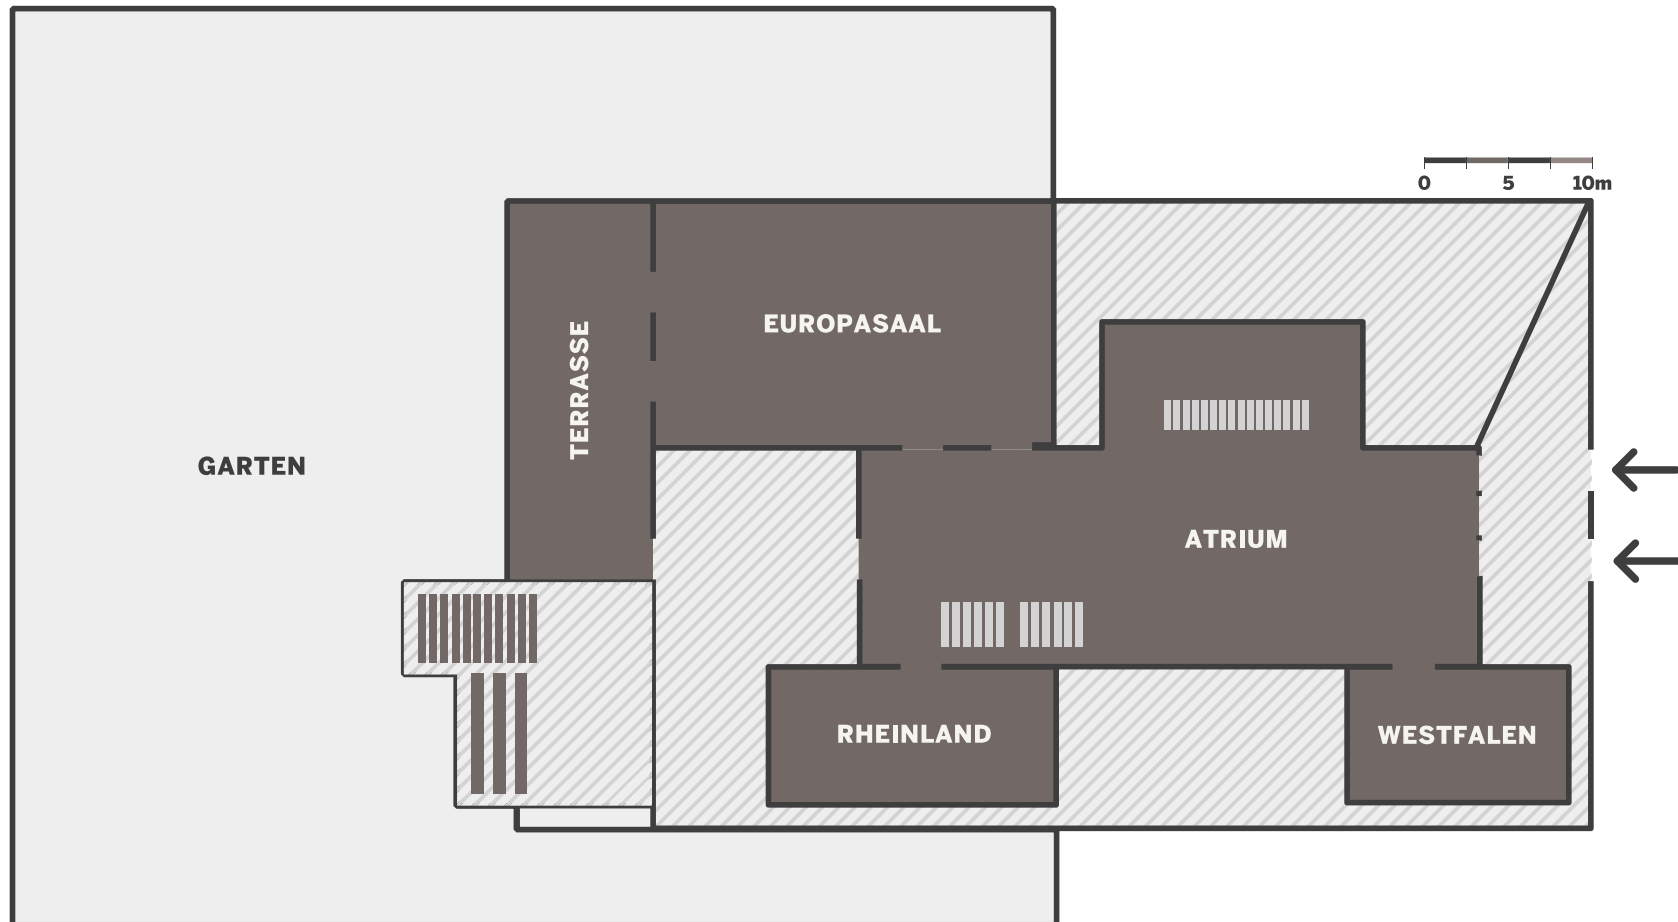 0 5 10m
EUROPASAAL
TERRASSE
GARTEN
ATRIUM
RHEINLAND
WESTFALEN